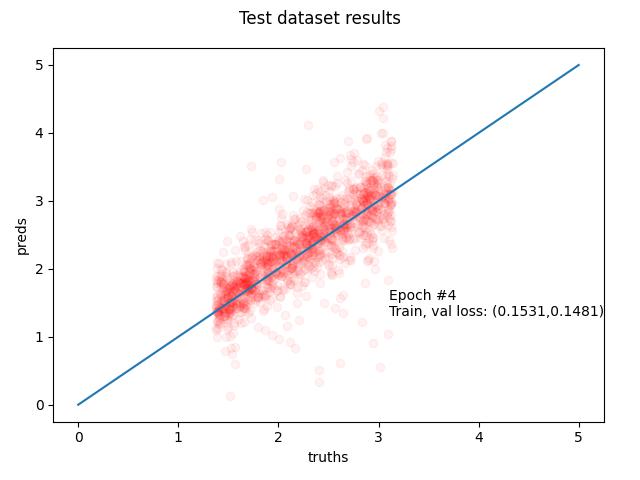 Test dataset results
5
4
3
2
1
0
preds
Epoch #4
Train, val loss: (0.1531,0.1481)
0 1 2 3 4 5
truths